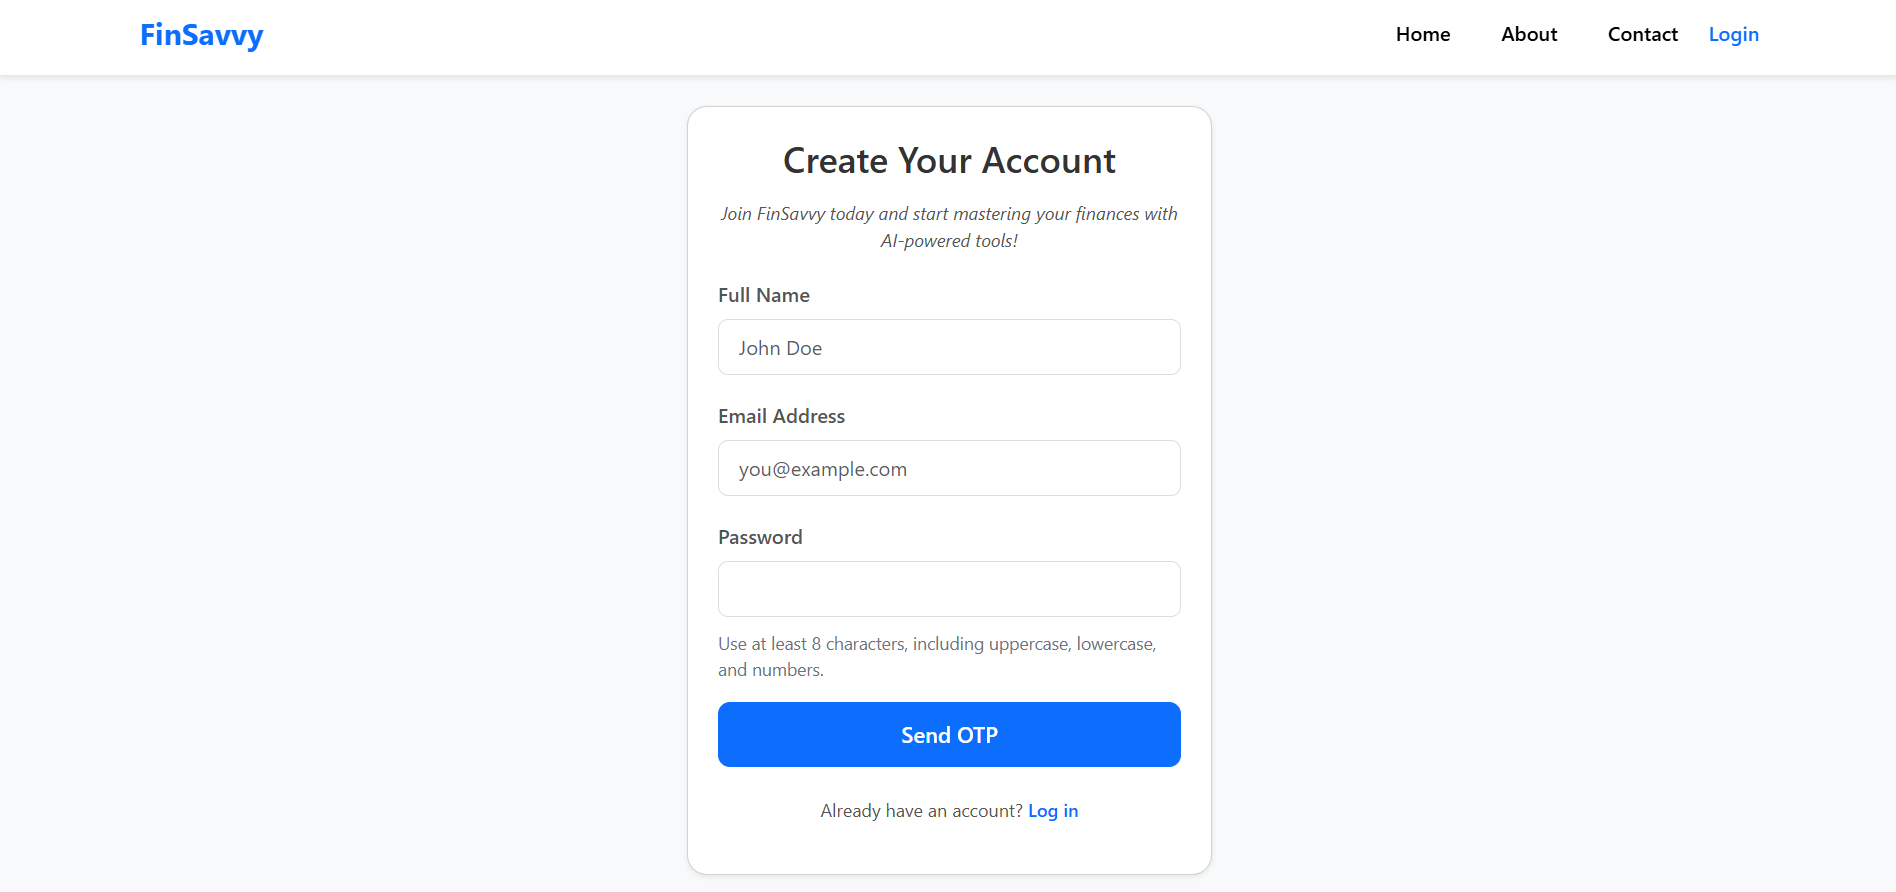 FinSavvy
Home About Contact Login
Create Your Account
Join FinSavvy today and start mastering your finances with
AI-powered tools!
Full Name
John Doe
Email Address
you@example.com
Password
Use at least 8 characters, including uppercase, lowercase,
and numbers.
Send OTP
Already have an account? Log in